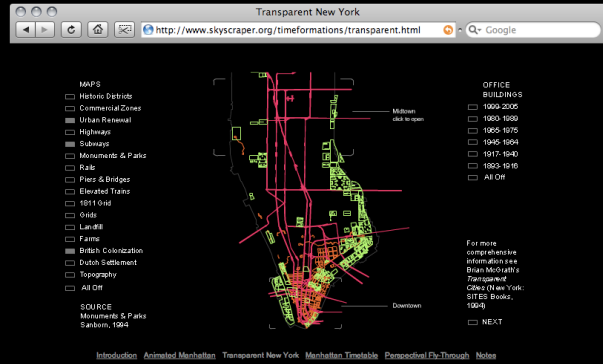 Transparent New York
http://www.skyscraper.org/timeformations/transparent.html
Google
MAPS
Historic Districts
Commercial Zones
Urban Renewal
Highways
Subways
Monuments & Parks
Rails
Piers & Bridges
Elevated Trains
1811 Grid
Grids
Landfill
Farms
British Colonization
Dutch Settlement
Topography
All Off
SOURCE
Monuments & Parks
Sanborn, 1994
Midtown
click to open
Downtown
OFFICE
BUILDINGS
1999-2005
1980-1989
1965-1975
1945-1964
1917-1940
1893-1916
All Off
For more
comprehensive
information see
Brian McGrath's
Transparent
Cities (New York:
SITES Books,
1994)
NEXT
Introduction Animated Manhattan Transparent New York Manhattan Timetable Perspectival Fly-Through Notes